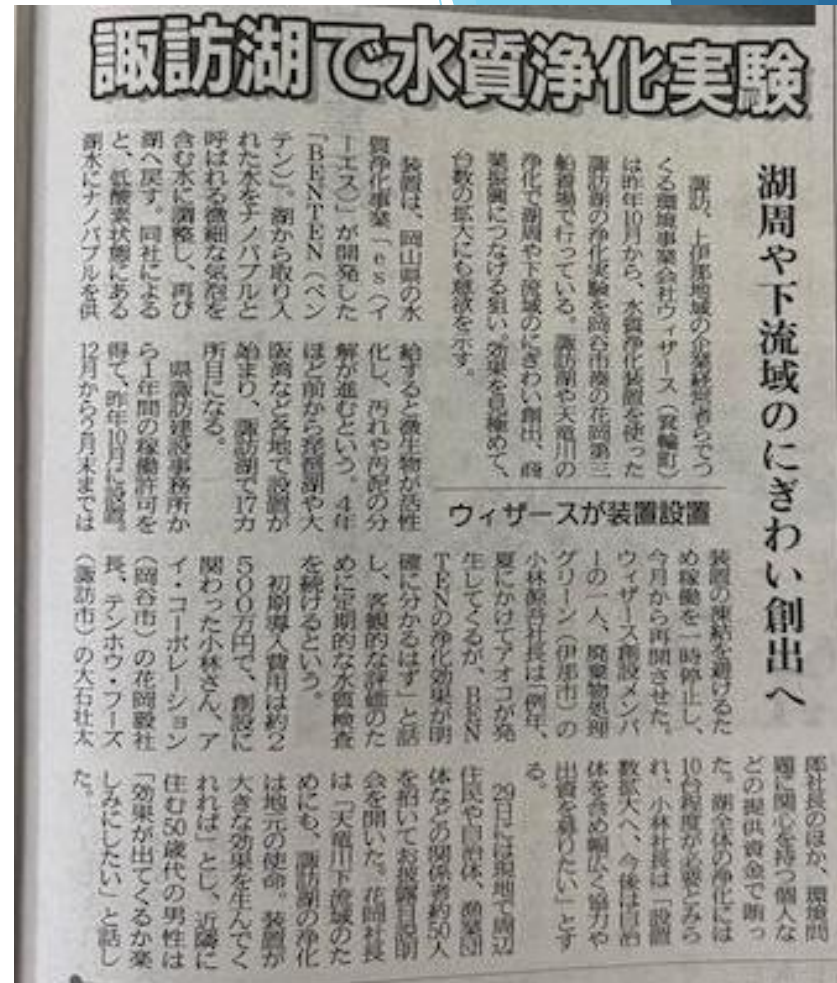 諏訪湖で水質浄化実験
湖周や下流域のにぎわい創出へ
ウィザースが装置設置
諏訪、上伊那地域の企業経営者らでつ
くる環境事業会社ウィザース(箕輪町)
は昨年10月から、水質浄化装置を使った
諏訪湖の浄化実験を岡谷市湊の花岡第三
船着場で行っている。諏訪湖や天竜川の
浄化で湖周や下流域のにぎわい創出、商
業振興につなげる狙い。効果を見極めて、
台数の拡大にも意欲を示す。
装置は、岡山県の水
質浄化事業「es(イ
ーエス)」が開発した
「BENTEN(ベン
テン)」。湖から取り入
れた水をナノバブルと
呼ばれる微細な気泡を
含む水に調整し、再び
湖へ戻す。同社による
と、低酸素状態にある
湖水にナノバブルを供
給すると微生物が活性
化し、汚れや汚泥の分
解が進むという。4年
ほど前から琵琶湖や大
阪湾など各地で設置が
始まり、諏訪湖で17カ
所目になる。
県諏訪建設事務所か
ら1年間の稼働許可を
得て、昨年10月に設置。
12月から2月末までは
装置の凍結を避けるた
め稼働を一時停止し、
今月から再開させた。
ウィザース創設メンバ
ーの一人、廃棄物処理
グリーン(伊那市)の
小林 吾社長は「例年、
夏にかけてアオコが発
生してくるが、BEN
TENの浄化効果が明
確に分かるはず」と話
し、客観的な評価のた
めに定期的な水質検査
を続けるという。
初期導入費用は約2
500万円で、創設に
関わった小林さん、ア
イ・コーポレーション
(岡谷市)の花岡 社
長、テンホウ・フーズ
(諏訪市)の大石壮太
郎社長のほか、環境問
題に関心を持つ個人な
どの提供資金で賄っ
た。湖全体の浄化には
10台程度が必要とみら
れ、小林社長は「設置
数拡大へ、今後は自治
体を含め幅広く協力や
出資を募りたい」とす
る。
29日には現地で周辺
住民や自治体、漁業団
体などの関係者約50人
を招いてお披露目説明
会を開いた。花岡社長
は「天竜川下流域のた
めにも、諏訪湖の浄化
は地元の使命。装置が
大きな効果を生んでく
れれば」とし、近隣に
住む50歳代の男性は
「効果が出てくるか楽
しみにしたい」と話し
た。